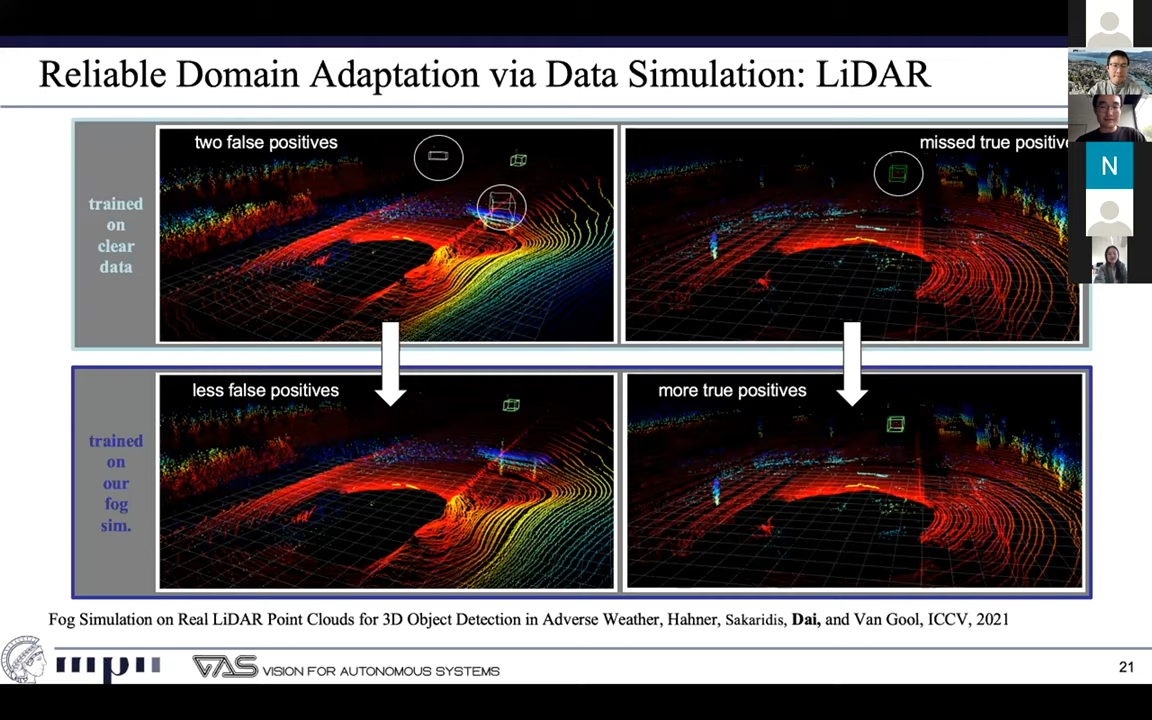 Reliable Domain Adaptation via Data Simulation: LiDAR
two false positives
missed true positive
N
trained
on
clear
data
less false positives
more true positives
trained
on
our
fog
sim.
Fog Simulation on Real LiDAR Point Clouds for 3D Object Detection in Adverse Weather, Hahner, Sakaridis, Dai, and Van Gool, ICCV, 2021
mpn
VAS VISION FOR AUTONOMOUS SYSTEMS
21